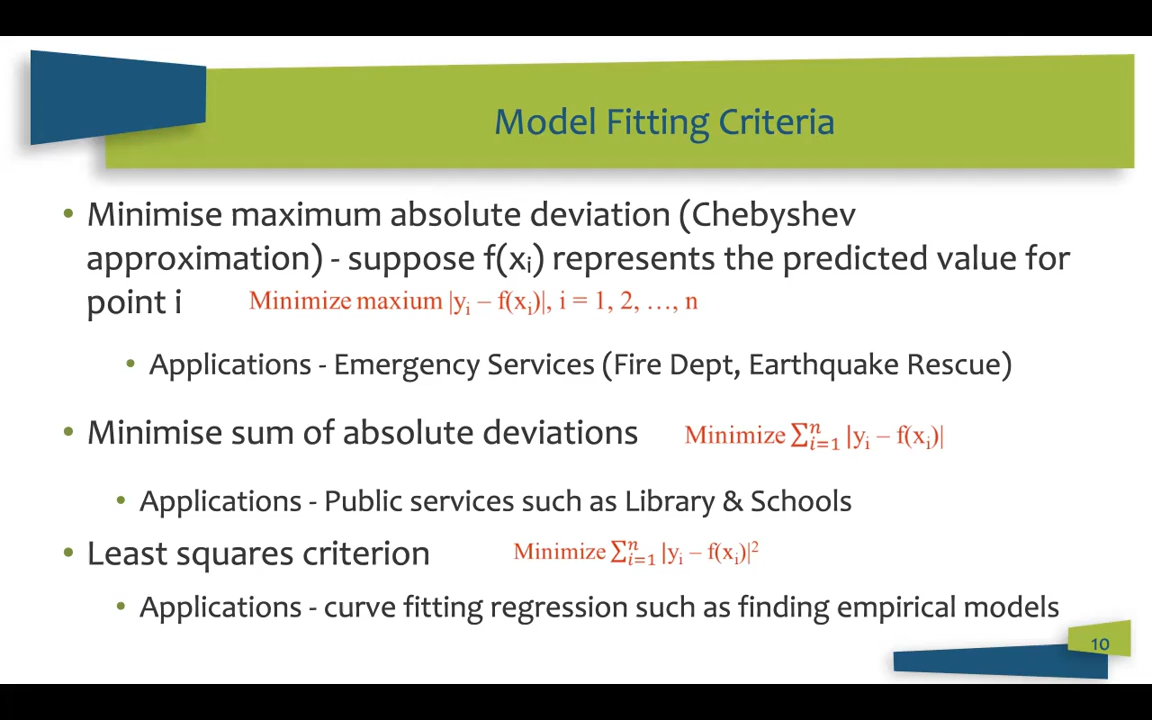 Model Fitting Criteria
• Minimise maximum absolute deviation (Chebyshev
approximation) - suppose f(xᵢ) represents the predicted value for
point i Minimize maxium |yᵢ – f(xᵢ)|, i = 1, 2, …, n
• Applications - Emergency Services (Fire Dept, Earthquake Rescue)
• Minimise sum of absolute deviations Minimize ∑ⁿᵢ₌₁ |yᵢ – f(xᵢ)|
• Applications - Public services such as Library & Schools
• Least squares criterion Minimize ∑ⁿᵢ₌₁ |yᵢ – f(xᵢ)|²
• Applications - curve fitting regression such as finding empirical models
10